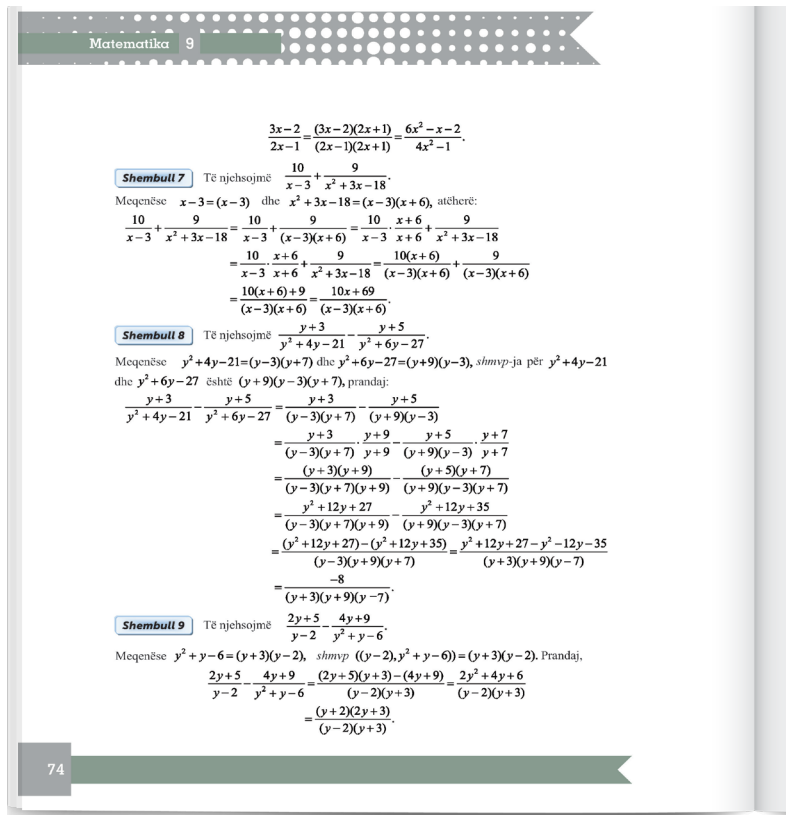 Matematika 9
(3x−2)/(2x−1) = (3x−2)(2x+1)/(2x−1)(2x+1) = (6x²−x−2)/(4x²−1).
Shembull 7 Të njehsojmë 10/(x−3) + 9/(x²+3x−18).
Meqenëse x−3=(x−3) dhe x²+3x−18=(x−3)(x+6), atëherë:
10/(x−3) + 9/(x²+3x−18) = 10/(x−3) + 9/(x−3)(x+6) = 10/(x−3) · (x+6)/(x+6) + 9/(x²+3x−18)
= 10/(x−3) · (x+6)/(x+6) + 9/(x²+3x−18) = 10(x+6)/(x−3)(x+6) + 9/(x−3)(x+6)
= (10(x+6)+9)/(x−3)(x+6) = (10x+69)/(x−3)(x+6).
Shembull 8 Të njehsojmë (y+3)/(y²+4y−21) − (y+5)/(y²+6y−27).
Meqenëse y²+4y−21=(y−3)(y+7) dhe y²+6y−27=(y+9)(y−3), shmvp-ja për y²+4y−21
dhe y²+6y−27 është (y+9)(y−3)(y+7), prandaj:
(y+3)/(y²+4y−21) − (y+5)/(y²+6y−27) = (y+3)/(y−3)(y+7) − (y+5)/(y+9)(y−3)
= (y+3)/(y−3)(y+7) · (y+9)/(y+9) − (y+5)/(y+9)(y−3) · (y+7)/(y+7)
= (y+3)(y+9)/(y−3)(y+7)(y+9) − (y+5)(y+7)/(y+9)(y−3)(y+7)
= (y²+12y+27)/(y−3)(y+7)(y+9) − (y²+12y+35)/(y+9)(y−3)(y+7)
= ((y²+12y+27)−(y²+12y+35))/(y−3)(y+9)(y+7) = (y²+12y+27−y²−12y−35)/(y+3)(y+9)(y−7)
= −8/(y+3)(y+9)(y−7).
Shembull 9 Të njehsojmë (2y+5)/(y−2) − (4y+9)/(y²+y−6).
Meqenëse y²+y−6=(y+3)(y−2), shmvp ((y−2),y²+y−6))=(y+3)(y−2). Prandaj,
(2y+5)/(y−2) − (4y+9)/(y²+y−6) = ((2y+5)(y+3)−(4y+9))/(y−2)(y+3) = (2y²+4y+6)/(y−2)(y+3)
= (y+2)(2y+3)/(y−2)(y+3).
74